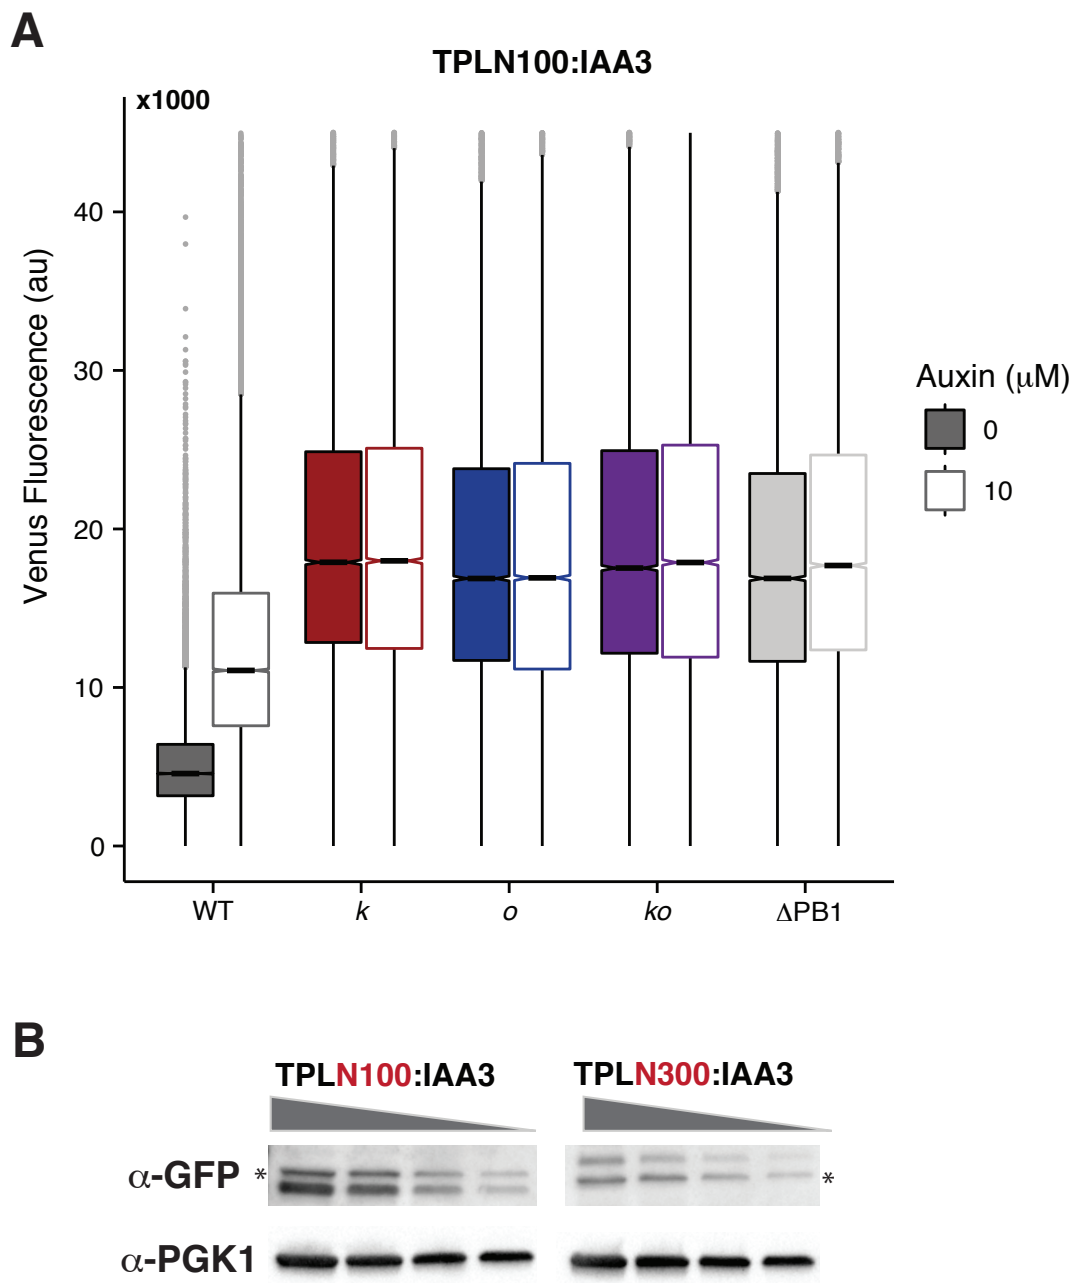 A
TPLN100:IAA3
x1000
Venus Fluorescence (au)
40
30
20
10
0
WT k o ko ΔPB1
Auxin (μM)
0
10
B
TPLN100:IAA3 TPLN300:IAA3
α-GFP * *
α-PGK1